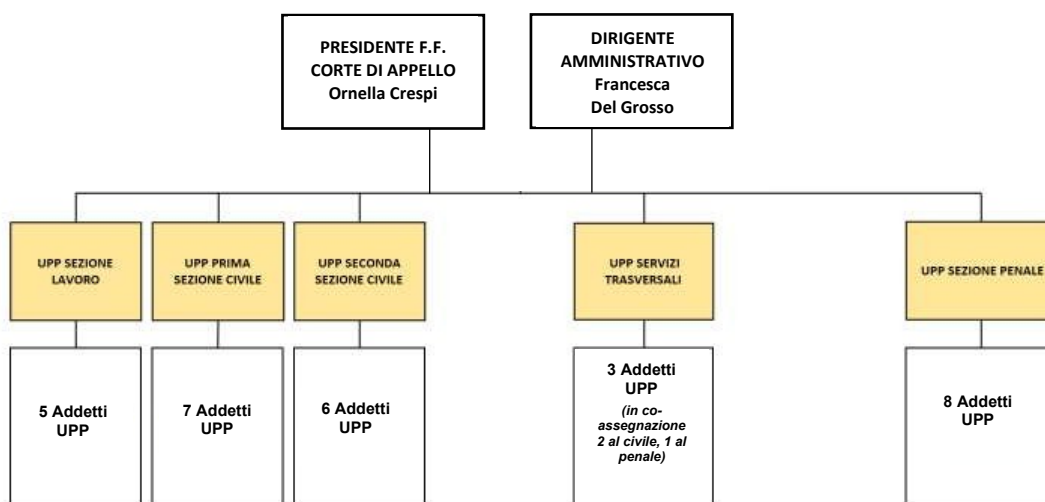 PRESIDENTE F.F.
CORTE DI APPELLO
Ornella Crespi
DIRIGENTE
AMMINISTRATIVO
Francesca
Del Grosso
UPP SEZIONE
LAVORO
UPP PRIMA
SEZIONE CIVILE
UPP SECONDA
SEZIONE CIVILE
UPP SERVIZI
TRASVERSALI
UPP SEZIONE PENALE
5 Addetti
UPP
7 Addetti
UPP
6 Addetti
UPP
3 Addetti
UPP
(in co-
assegnazione
2 al civile, 1 al
penale)
8 Addetti
UPP